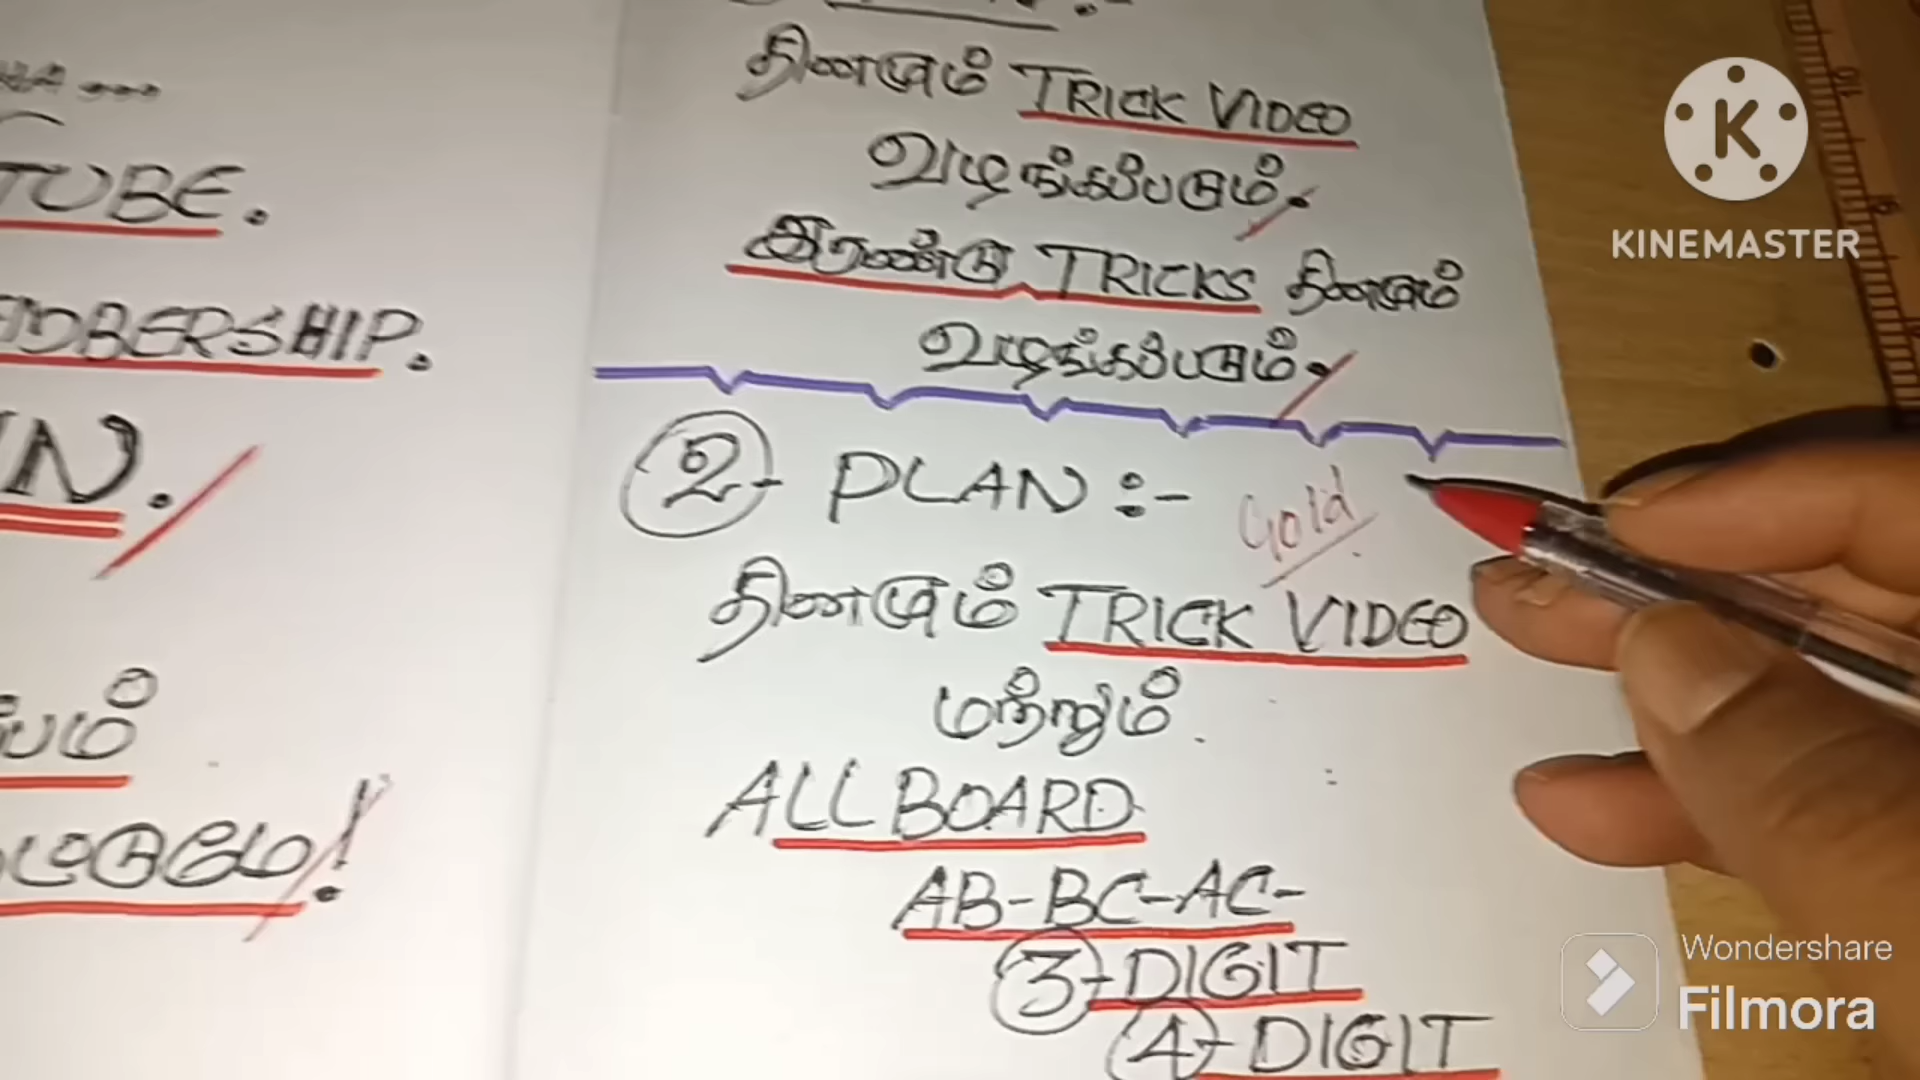 TUBE.
SHIP.
தினமும் TRICK VIDEO
வழங்கப்படும்.
இரண்டு TRICKS தினமும்
வழங்கப்படும்.
2- PLAN :-
Gold
தினமும் TRICK VIDEO
மற்றும்
ALL BOARD
AB-BC-AC-
3-DIGIT
4-DIGIT
KINEMASTER
Wondershare
Filmora